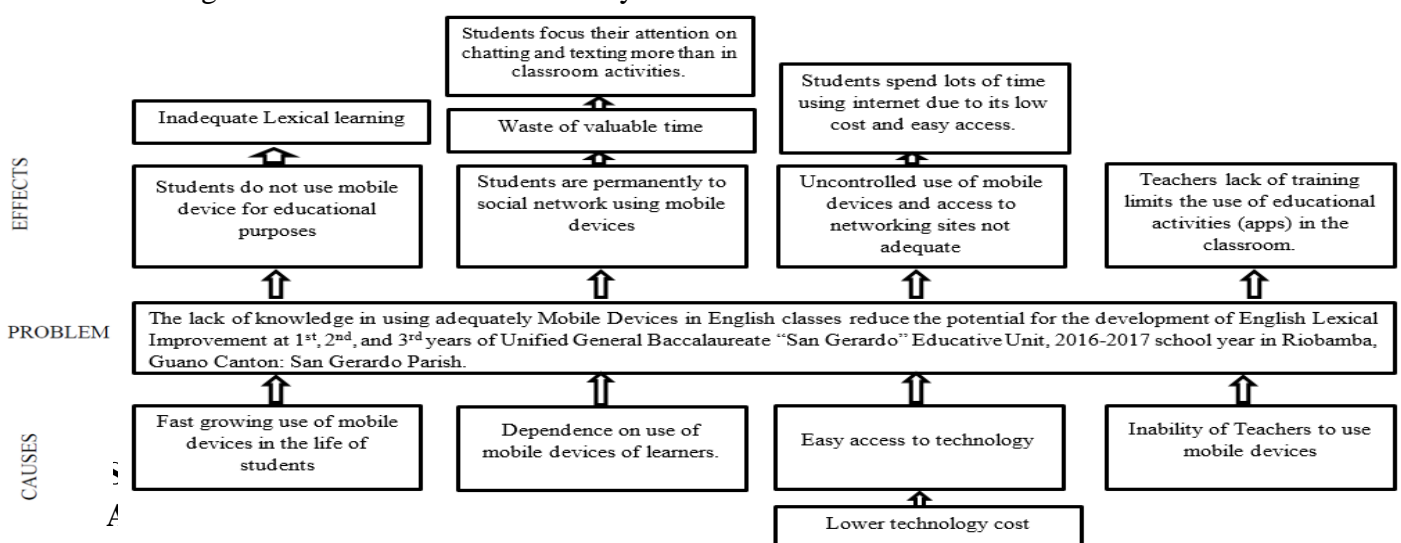 Students focus their attention on
chatting and texting more than in
classroom activities.
Students spend lots of time
using internet due to its low
cost and easy access.
Inadequate Lexical learning
Waste of valuable time
EFFECTS
Students do not use mobile
device for educational
purposes
Students are permanently to
social network using mobile
devices
Uncontrolled use of mobile
devices and access to
networking sites not
adequate
Teachers lack of training
limits the use of educational
activities (apps) in the
classroom.
PROBLEM
The lack of knowledge in using adequately Mobile Devices in English classes reduce the potential for the development of English Lexical
Improvement at 1st, 2nd, and 3rd years of Unified General Baccalaureate “San Gerardo” Educative Unit, 2016-2017 school year in Riobamba,
Guano Canton: San Gerardo Parish.
CAUSES
Fast growing use of mobile
devices in the life of
students
Dependence on use of
mobile devices of learners.
Easy access to technology
Inability of Teachers to use
mobile devices
Lower technology cost